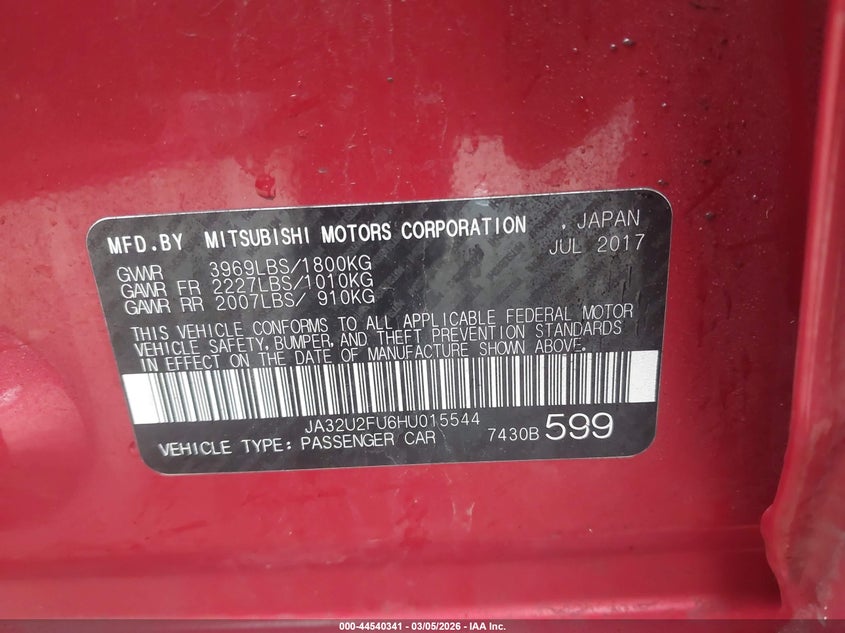 MFD.BY MITSUBISHI MOTORS CORPORATION , JAPAN
JUL 2017
GVWR 3969LBS/1800KG
GAWR FR 2227LBS/1010KG
GAWR RR 2007LBS/ 910KG
THIS VEHICLE CONFORMS TO ALL APPLICABLE FEDERAL MOTOR
VEHICLE SAFETY, BUMPER, AND THEFT PREVENTION STANDARDS
IN EFFECT ON THE DATE OF MANUFACTURE SHOWN ABOVE.
JA32U2FU6HU015544
VEHICLE TYPE: PASSENGER CAR 7430B 599
000-44540341 - 03/05/2026 - IAA Inc.